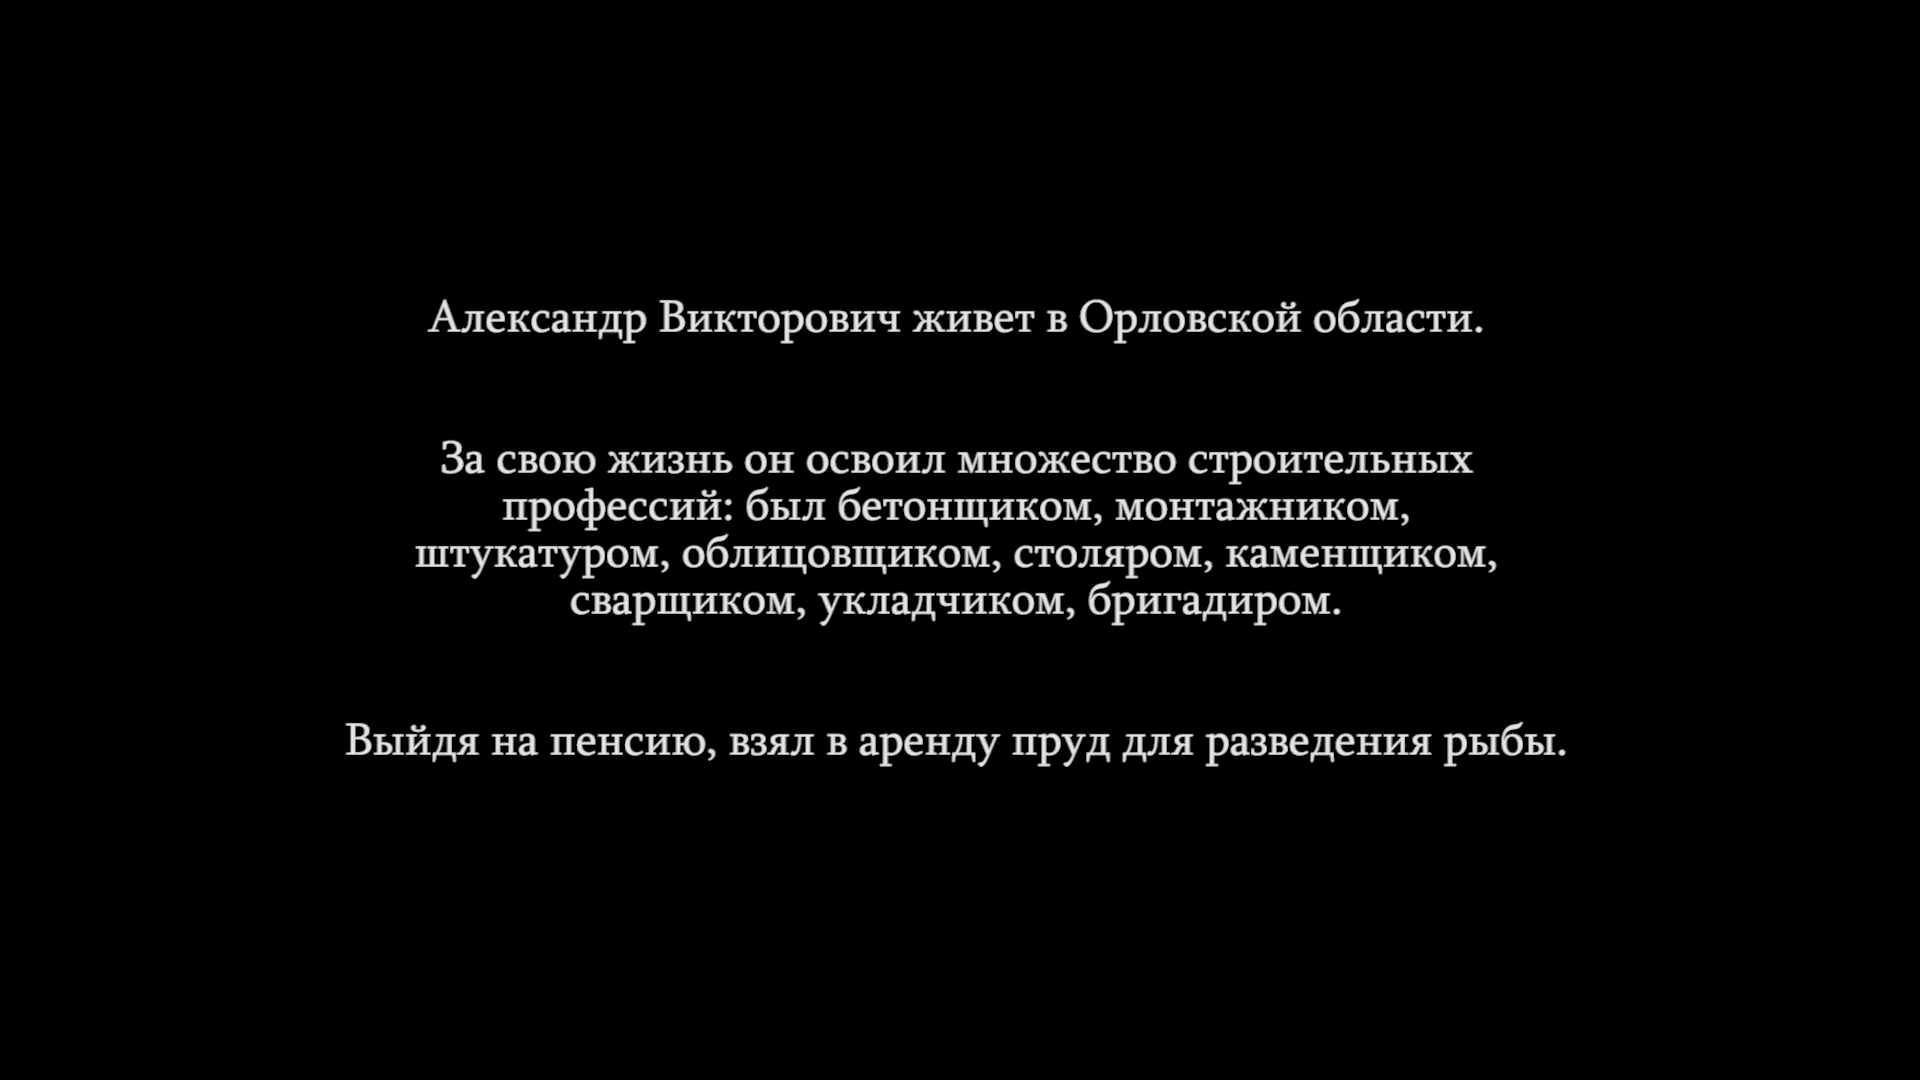 Александр Викторович живет в Орловской области.
За свою жизнь он освоил множество строительных
профессий: был бетонщиком, монтажником,
штукатуром, облицовщиком, столяром, каменщиком,
сварщиком, укладчиком, бригадиром.
Выйдя на пенсию, взял в аренду пруд для разведения рыбы.